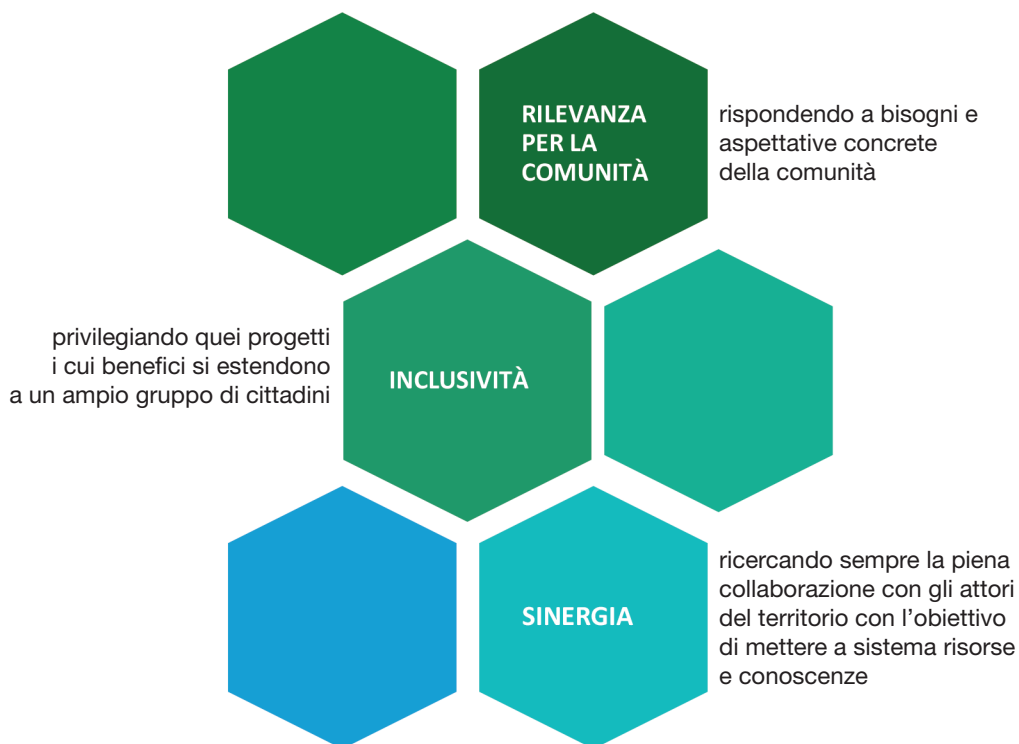 RILEVANZA
PER LA
COMUNITÀ
rispondendo a bisogni e
aspettative concrete
della comunità
privilegiando quei progetti
i cui benefici si estendono
a un ampio gruppo di cittadini
INCLUSIVITÀ
SINERGIA
ricercando sempre la piena
collaborazione con gli attori
del territorio con l’obiettivo
di mettere a sistema risorse
e conoscenze